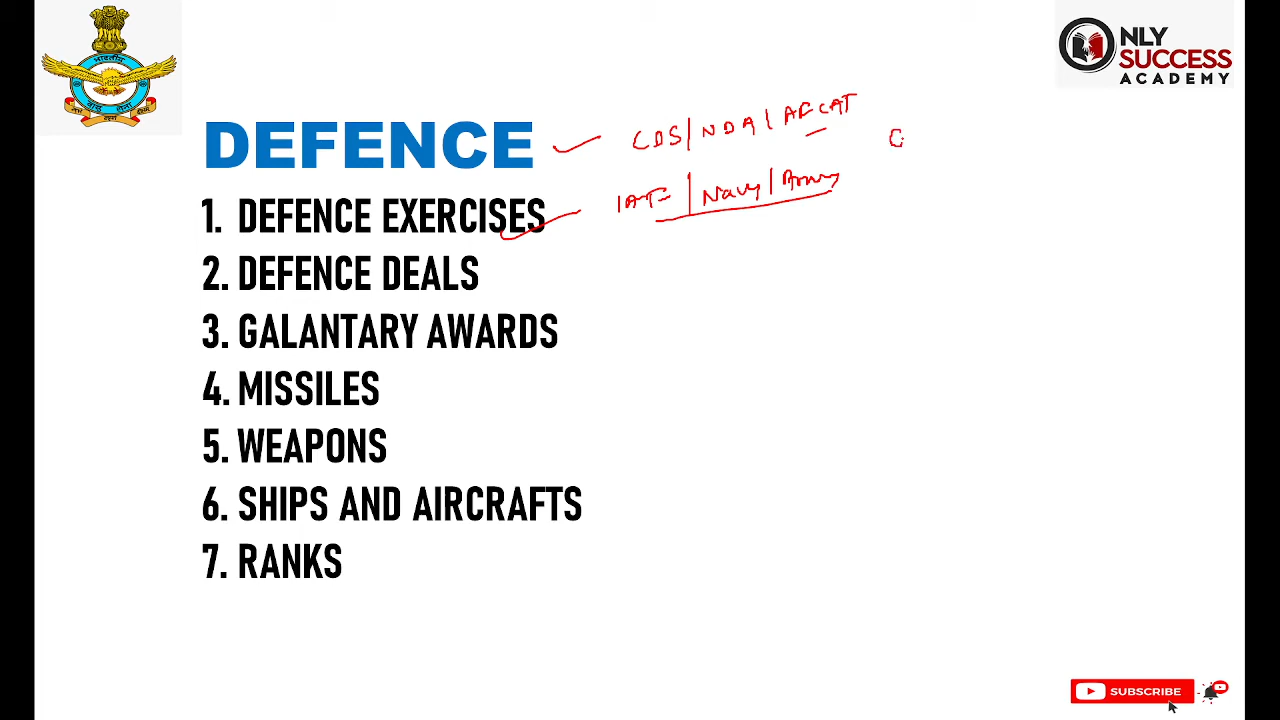 NLY
SUCCESS
ACADEMY
DEFENCE
CDS/NDA/AFCAT
IAF/Navy/Army
1. DEFENCE EXERCISES
2. DEFENCE DEALS
3. GALANTARY AWARDS
4. MISSILES
5. WEAPONS
6. SHIPS AND AIRCRAFTS
7. RANKS
SUBSCRIBE